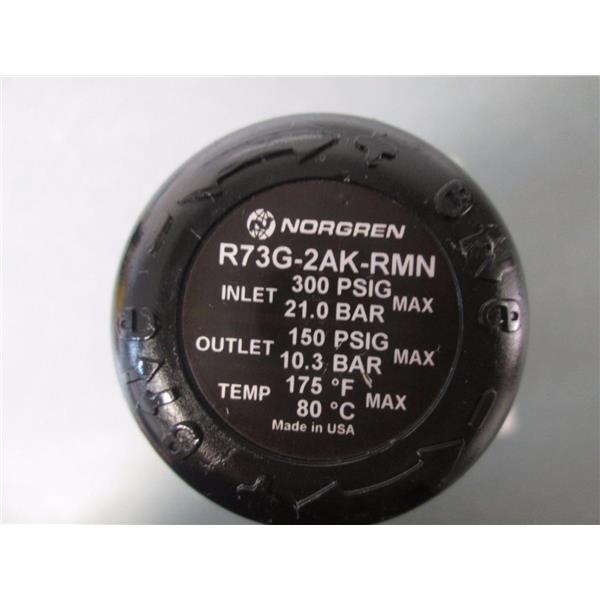 NORGREN
R73G-2AK-RMN
INLET 300 PSIG MAX
21.0 BAR
OUTLET 150 PSIG MAX
10.3 BAR
TEMP 175 °F MAX
80 °C
Made in USA